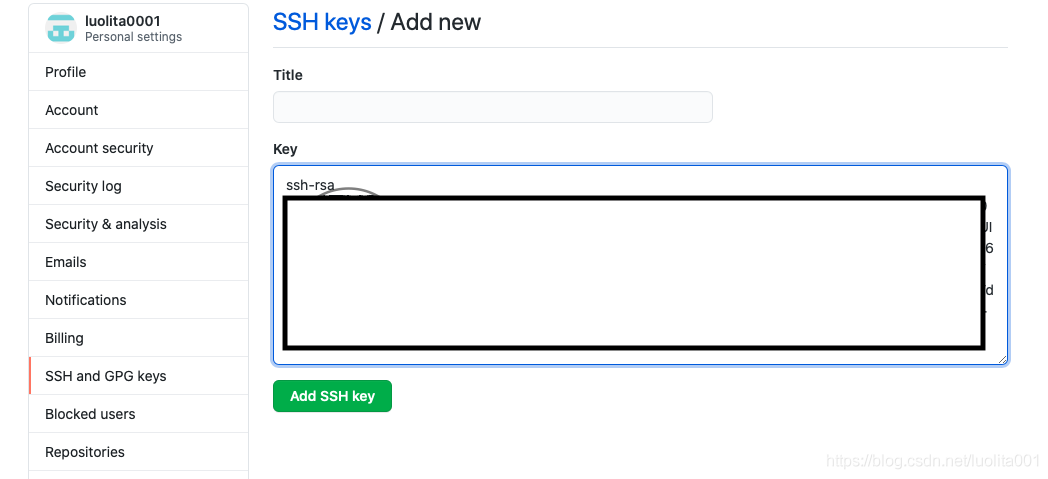 luolita0001
Personal settings
Profile
Account
Account security
Security log
Security & analysis
Emails
Notifications
Billing
SSH and GPG keys
Blocked users
Repositories
SSH keys / Add new
Title
Key
ssh-rsa
Add SSH key
https://blog.csdn.net/luolita001